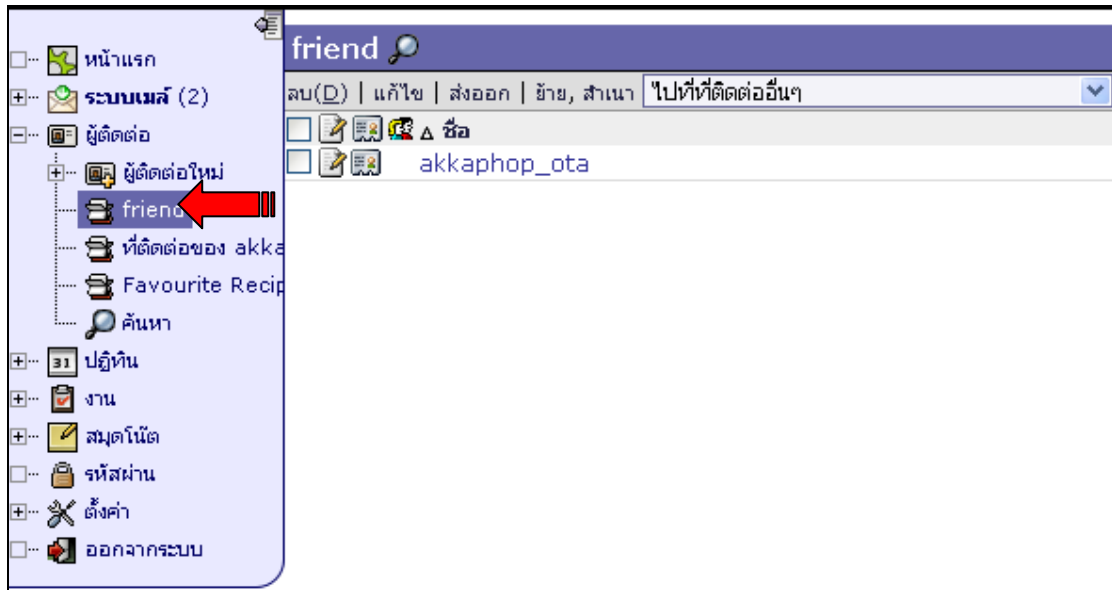 หน้าแรก
ระบบเมล์ (2)
ผู้ติดต่อ
ผู้ติดต่อใหม่
friend
ที่ติดต่อของ akka
Favourite Recip
ค้นหา
31 ปฏิทิน
งาน
สมุดโน๊ต
รหัสผ่าน
ตั้งค่า
ออกจากระบบ
friend
ลบ(D) | แก้ไข | ส่งออก | ย้าย, สำเนา ไปที่ที่ติดต่ออื่นๆ
ชื่อ
akkaphop_ota